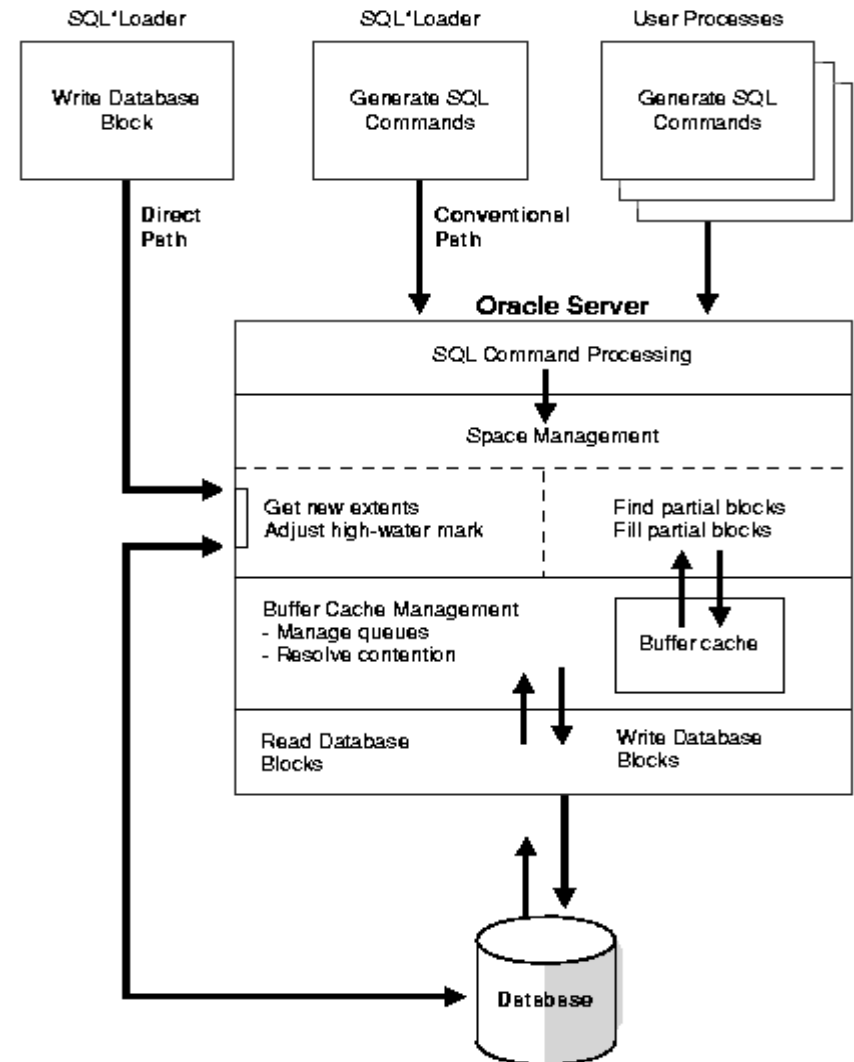 SQL*Loader
SQL*Loader
User Processes
Write Database
Block
Generate SQL
Commands
Generate SQL
Commands
Direct
Path
Conventional
Path
Oracle Server
SQL Command Processing
Space Management
Get new extents
Adjust high-water mark
Find partial blocks
Fill partial blocks
Buffer Cache Management
- Manage queues
- Resolve contention
Buffer cache
Read Database
Blocks
Write Database
Blocks
Database